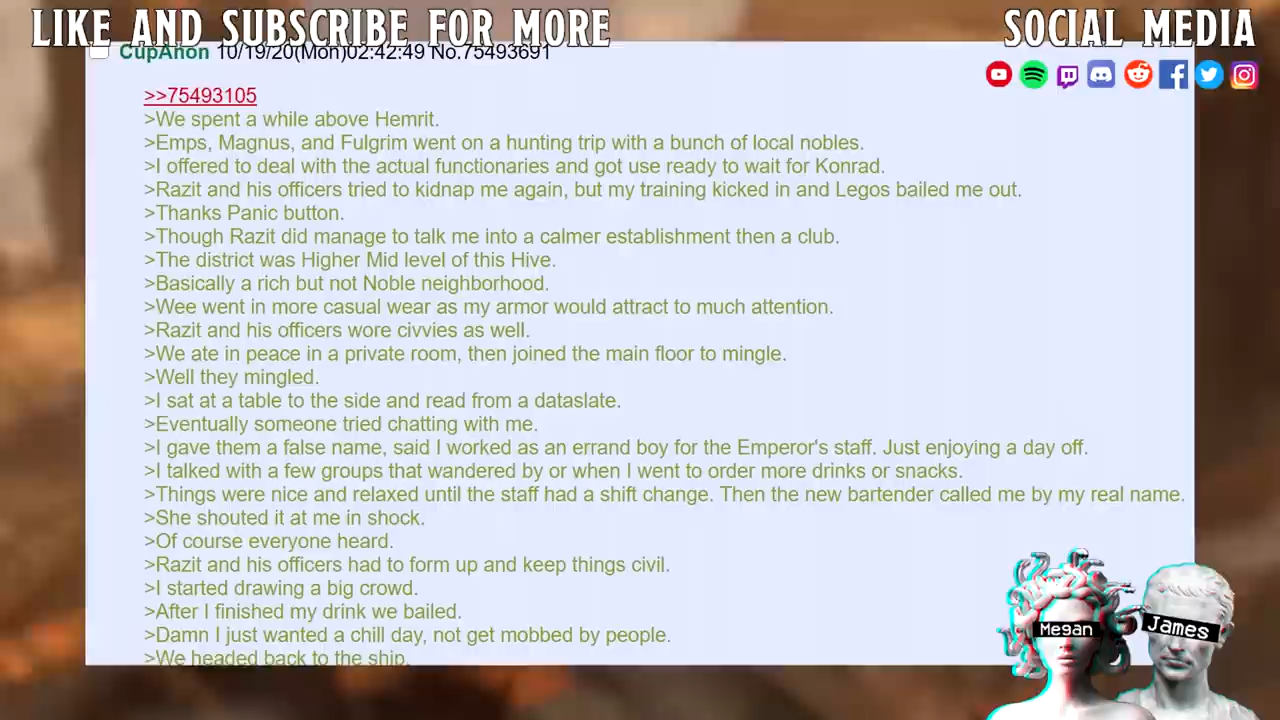 LIKE AND SUBSCRIBE FOR MORE
SOCIAL MEDIA
CupAnon 10/19/20(Mon)02:42:49 No.75493691
>>75493105
>We spent a while above Hemrit.
>Emps, Magnus, and Fulgrim went on a hunting trip with a bunch of local nobles.
>I offered to deal with the actual functionaries and got use ready to wait for Konrad.
>Razit and his officers tried to kidnap me again, but my training kicked in and Legos bailed me out.
>Thanks Panic button.
>Though Razit did manage to talk me into a calmer establishment then a club.
>The district was Higher Mid level of this Hive.
>Basically a rich but not Noble neighborhood.
>Wee went in more casual wear as my armor would attract to much attention.
>Razit and his officers wore civvies as well.
>We ate in peace in a private room, then joined the main floor to mingle.
>Well they mingled.
>I sat at a table to the side and read from a dataslate.
>Eventually someone tried chatting with me.
>I gave them a false name, said I worked as an errand boy for the Emperor's staff. Just enjoying a day off.
>I talked with a few groups that wandered by or when I went to order more drinks or snacks.
>Things were nice and relaxed until the staff had a shift change. Then the new bartender called me by my real name.
>She shouted it at me in shock.
>Of course everyone heard.
>Razit and his officers had to form up and keep things civil.
>I started drawing a big crowd.
>After I finished my drink we bailed.
>Damn I just wanted a chill day, not get mobbed by people.
>We headed back to the ship.
Megan
James